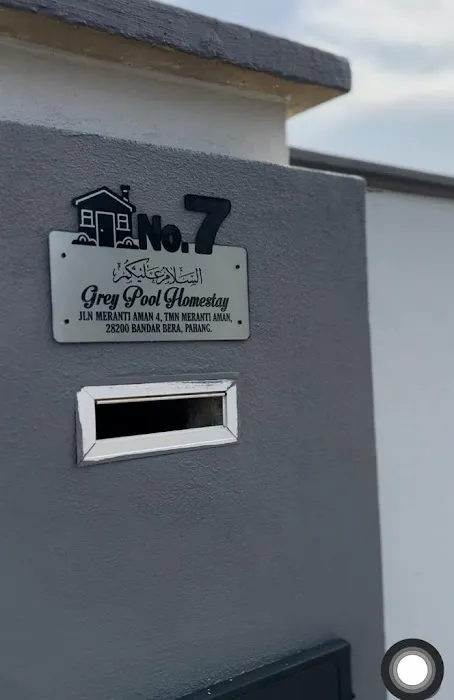 No. 7
السلام عليكم
Grey Pool Homestay
JLN MERANTI AMAN 4, TMN MERANTI AMAN,
28200 BANDAR BERA, PAHANG.